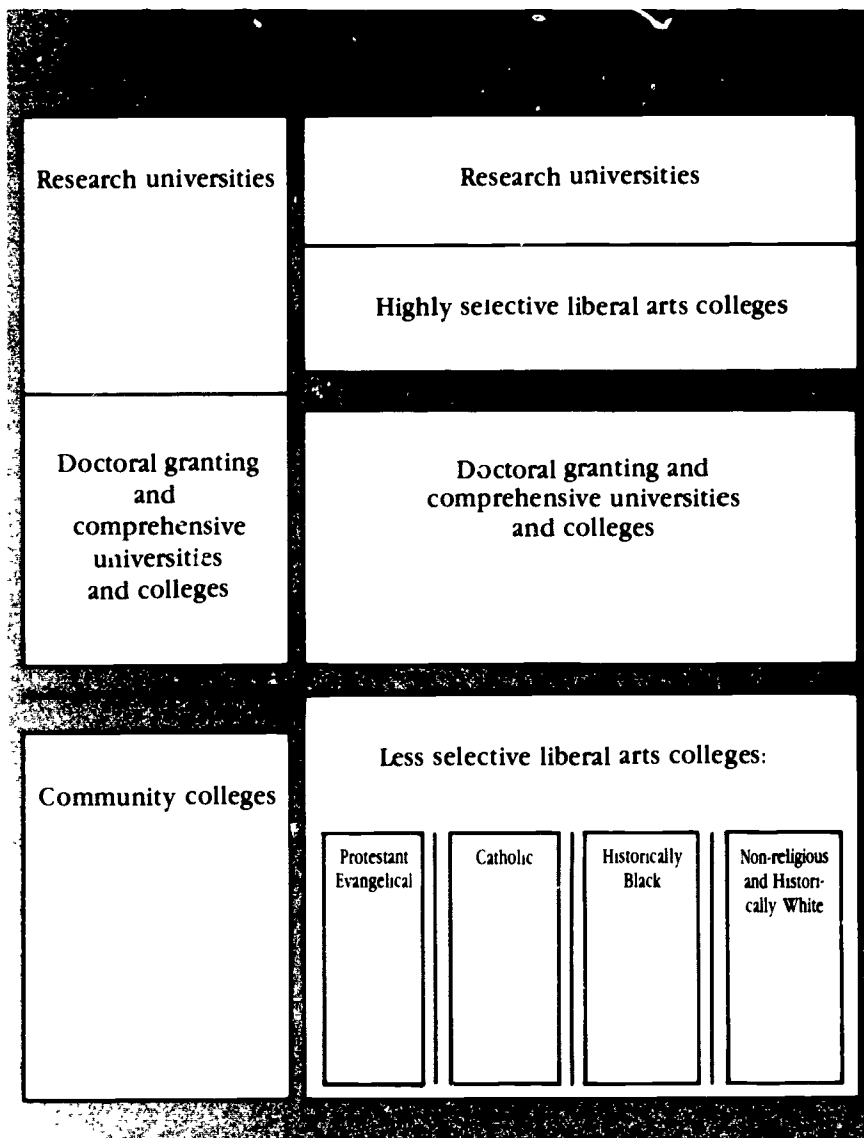 Research universities
Doctoral granting
and
comprehensive
universities
and colleges
Community colleges
Research universities
Highly selective liberal arts colleges
Doctoral granting and
comprehensive universities
and colleges
Less selective liberal arts colleges:
Protestant
Evangelical
Catholic
Historically
Black
Non-religious
and Histori-
cally White